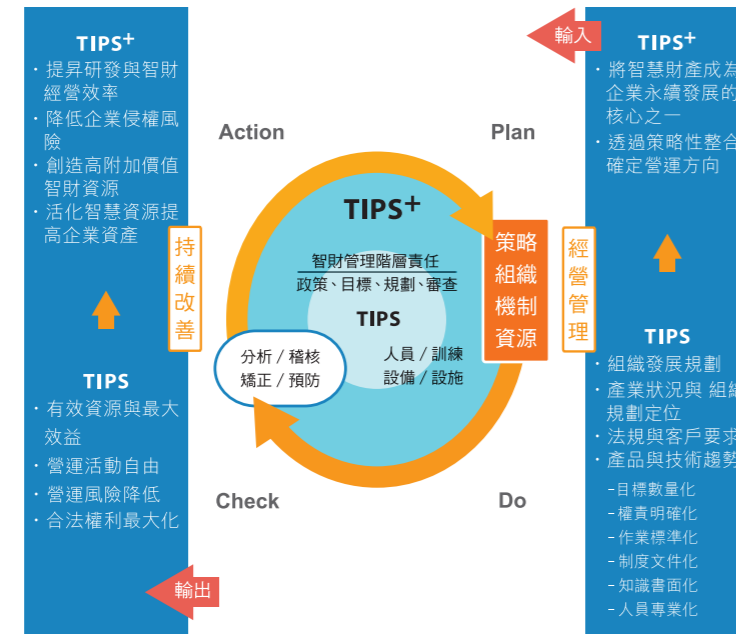 TIPS+
· 提昇研發與智財
經營效率
· 降低企業侵權風
險
· 創造高附加價值
智財資源
· 活化智慧資源提
高企業資產
TIPS
· 有效資源與最大
效益
· 營運活動自由
· 營運風險降低
· 合法權利最大化
輸出
持續改善
Action
Plan
TIPS+
智財管理階層責任
政策、目標、規劃、審查
TIPS
分析 / 稽核
矯正 / 預防
人員 / 訓練
設備 / 設施
策略
組織
機制
資源
Check
Do
經營管理
輸入
TIPS+
· 將智慧財產成為
企業永續發展的
核心之一
· 透過策略性整合
確定營運方向
TIPS
· 組織發展規劃
· 產業狀況與 組織
規劃定位
· 法規與客戶要求
· 產品與技術趨勢
–目標數量化
–權責明確化
–作業標準化
–制度文件化
–知識書面化
–人員專業化